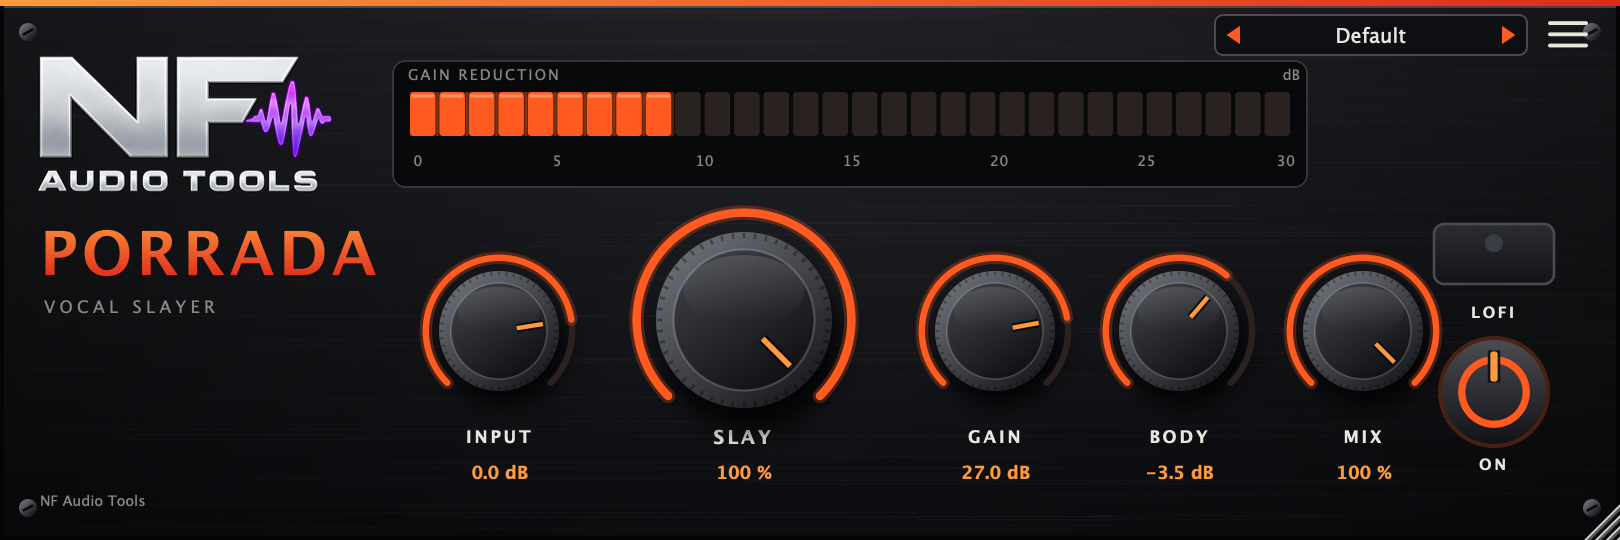 Default
NF
AUDIO TOOLS
GAIN REDUCTION dB
0 5 10 15 20 25 30
PORRADA
VOCAL SLAYER
LOFI
INPUT SLAY GAIN BODY MIX
0.0 dB 100 % 27.0 dB −3.5 dB 100 %
ON
NF Audio Tools